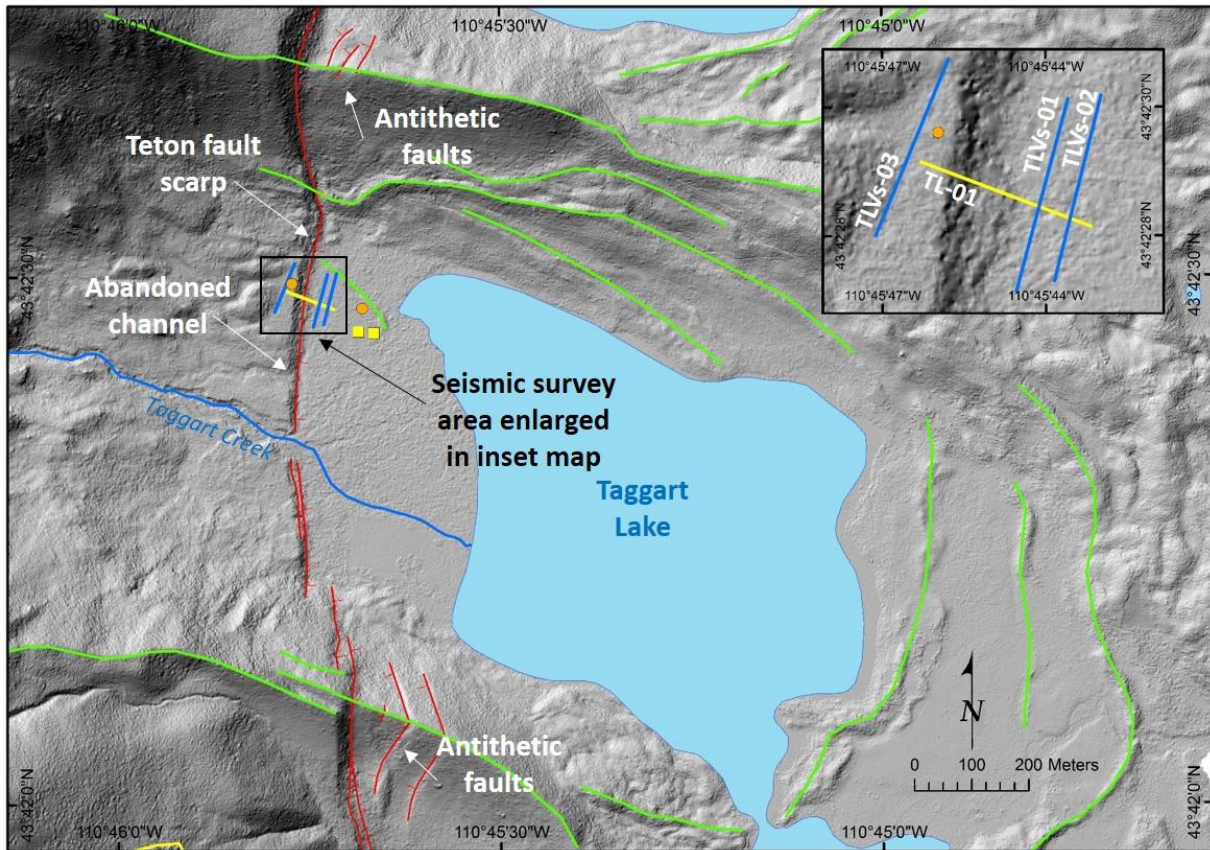 110°46'0"W
110°45'30"W
110°45'0"W
Antithetic
faults
Teton fault
scarp
Abandoned
channel
Seismic survey
area enlarged
in inset map
Taggart Creek
Taggart
Lake
Antithetic
faults
43°42'30"N
43°42'30"N
110°45'47"W
110°45'44"W
43°42'30"N
TLVs-03
TL-01
TLVs-01
TLVs-02
43°42'28"N
43°42'28"N
110°45'47"W
110°45'44"W
N
0 100 200 Meters
43°42'0"N
43°42'0"N
110°46'0"W
110°45'30"W
110°45'0"W